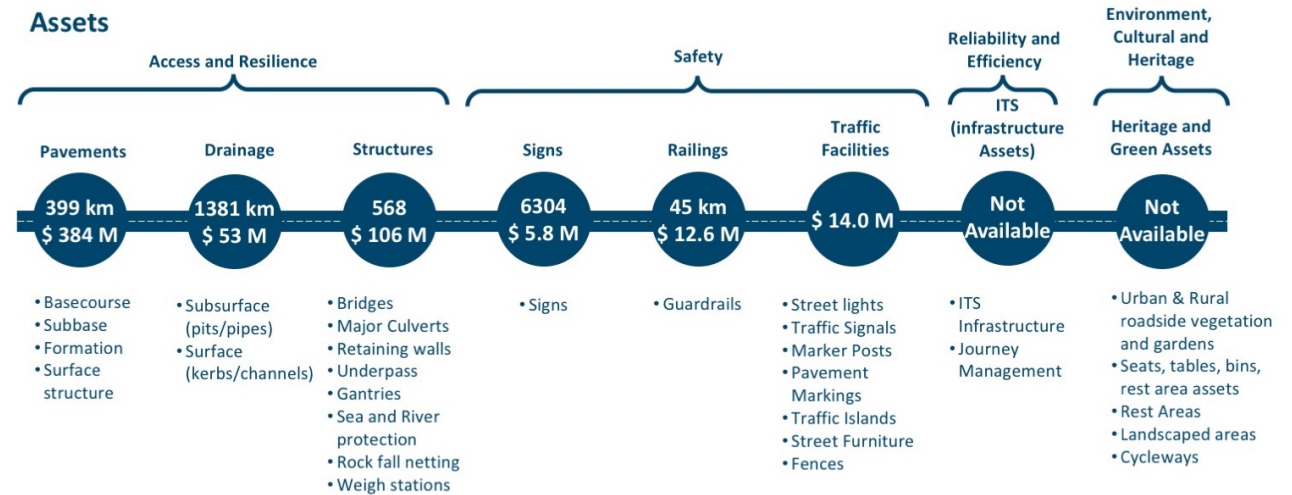 Assets
Access and Resilience
Safety
Reliability and
Efficiency
Environment,
Cultural and
Heritage
Pavements
Drainage
Structures
Signs
Railings
Traffic
Facilities
ITS
(infrastructure
Assets)
Heritage and
Green Assets
399 km
$ 384 M
1381 km
$ 53 M
568
$ 106 M
6304
$ 5.8 M
45 km
$ 12.6 M
$ 14.0 M
Not
Available
Not
Available
• Basecourse
• Subbase
• Formation
• Surface
structure
• Subsurface
(pits/pipes)
• Surface
(kerbs/channels)
• Bridges
• Major Culverts
• Retaining walls
• Underpass
• Gantries
• Sea and River
protection
• Rock fall netting
• Weigh stations
• Signs
• Guardrails
• Street lights
• Traffic Signals
• Marker Posts
• Pavement
Markings
• Traffic Islands
• Street Furniture
• Fences
• ITS
Infrastructure
• Journey
Management
• Urban & Rural
roadside vegetation
and gardens
• Seats, tables, bins,
rest area assets
• Rest Areas
• Landscaped areas
• Cycleways